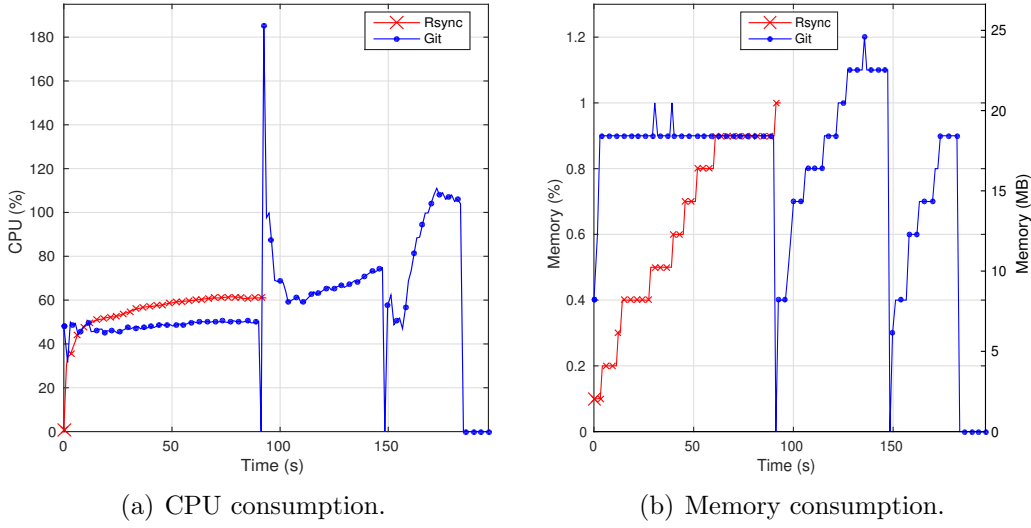 Rsync
Git
180
160
140
120
100
80
60
40
20
0
CPU (%)
0 50 100 150
Time (s)
(a) CPU consumption.
Rsync
Git
1.2
1
0.8
0.6
0.4
0.2
0
Memory (%)
25
20
15
10
5
0
Memory (MB)
0 50 100 150
Time (s)
(b) Memory consumption.